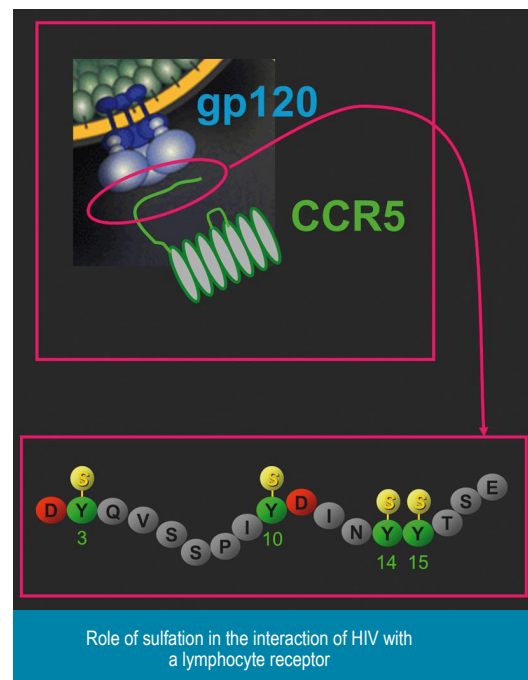 gp120
CCR5
S S S S
D Y Q V S S P I Y D I N Y Y T S E
3 10 14 15
Role of sulfation in the interaction of HIV with
a lymphocyte receptor